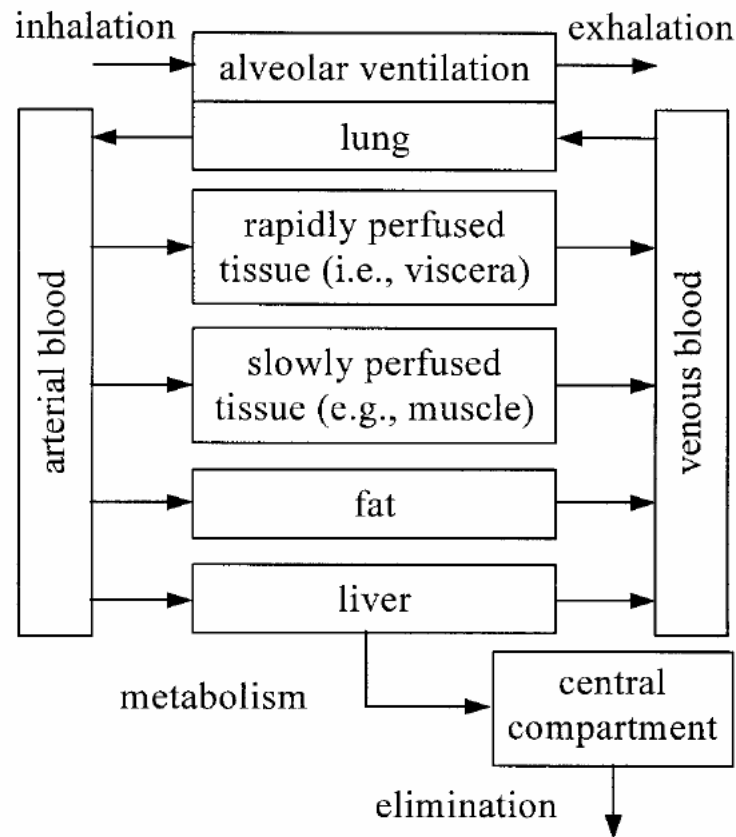 inhalation
exhalation
alveolar ventilation
lung
arterial blood
rapidly perfused
tissue (i.e., viscera)
slowly perfused
tissue (e.g., muscle)
fat
liver
venous blood
metabolism
central
compartment
elimination